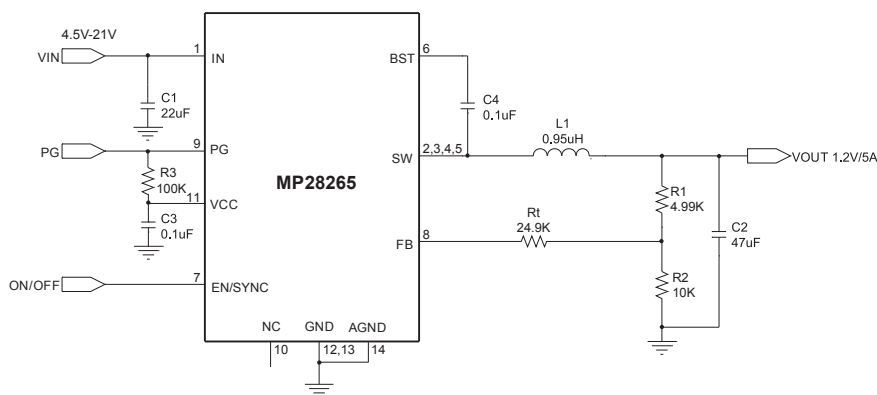 4.5V-21V
VIN
1
IN
C1
22uF
PG
9
PG
R3
100K
11
VCC
C3
0.1uF
ON/OFF
7
EN/SYNC
MP28265
NC
GND
AGND
10
12,13
14
BST
6
C4
0.1uF
SW
2,3,4,5
L1
0.95uH
VOUT 1.2V/5A
R1
4.99K
C2
47uF
FB
8
Rt
24.9K
R2
10K